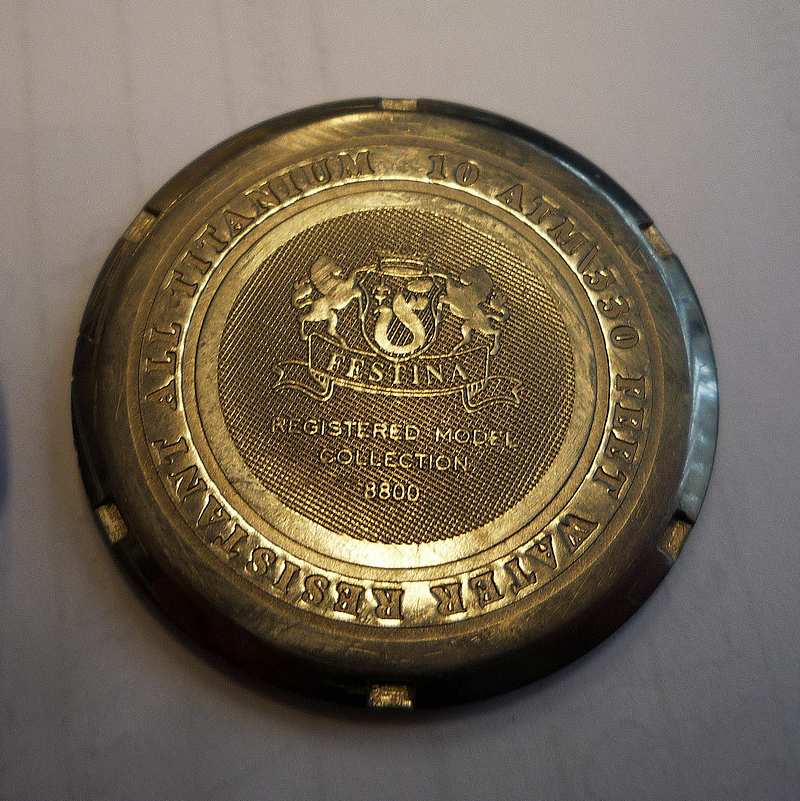 ALL TITANIUM 10 ATM\330 FEET WATER RESISTANT
FESTINA
REGISTERED MODEL
COLLECTION
8800